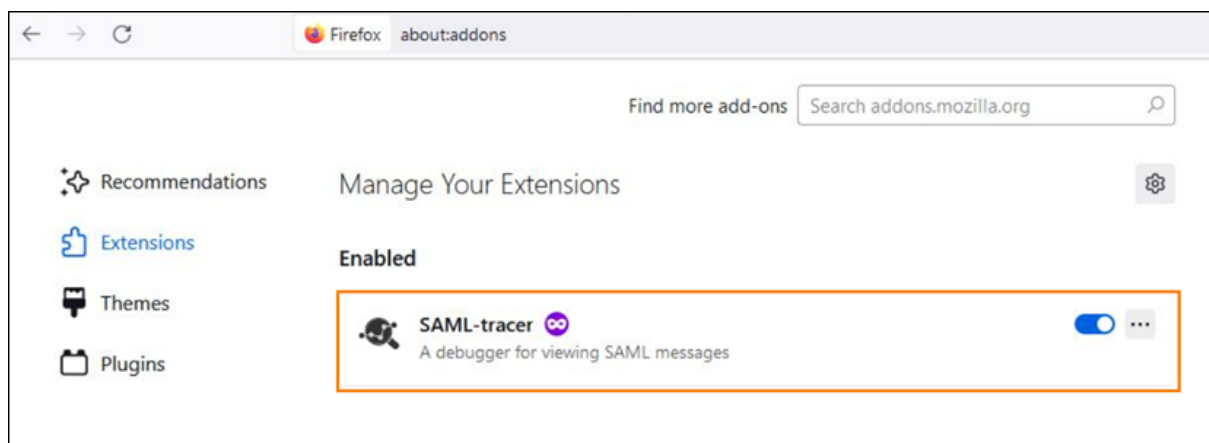 Firefox about:addons
Find more add-ons Search addons.mozilla.org
Recommendations
Manage Your Extensions
Extensions
Enabled
Themes
SAML-tracer
A debugger for viewing SAML messages
Plugins